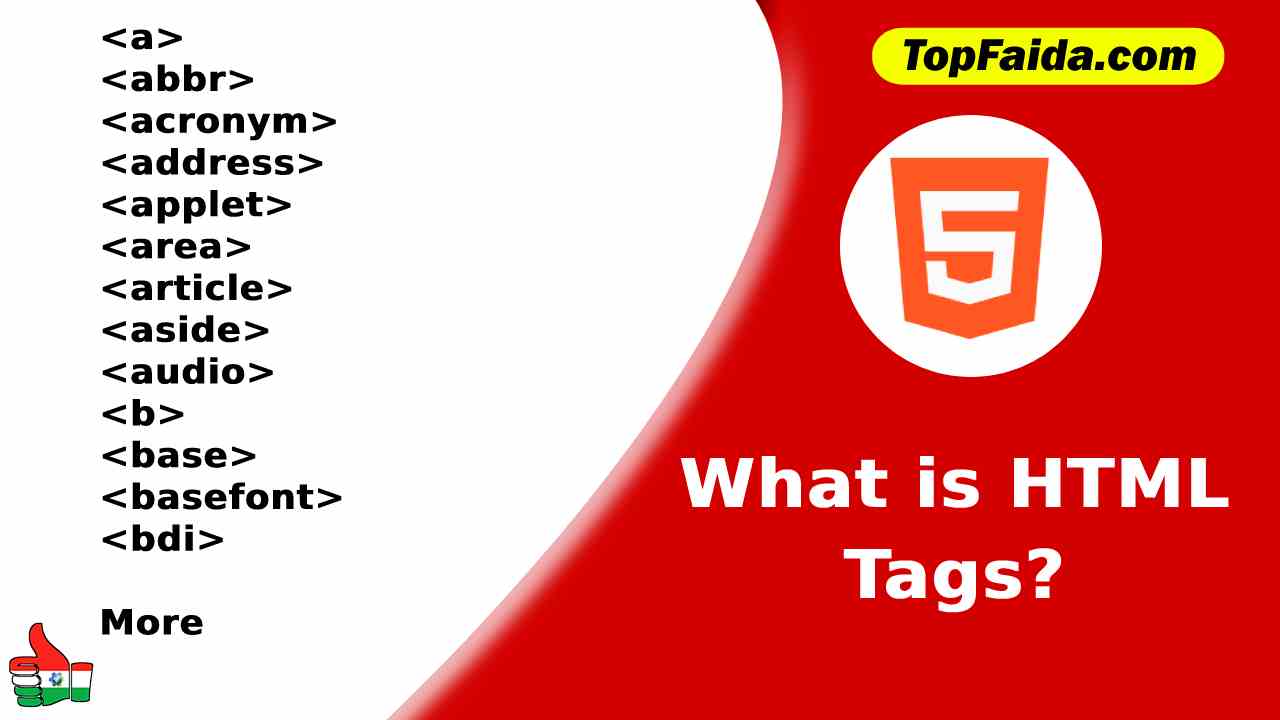 <a>
<abbr>
<acronym>
<address>
<applet>
<area>
<article>
<aside>
<audio>
<b>
<base>
<basefont>
<bdi>
More
TopFaida.com
5
What is HTML
Tags?